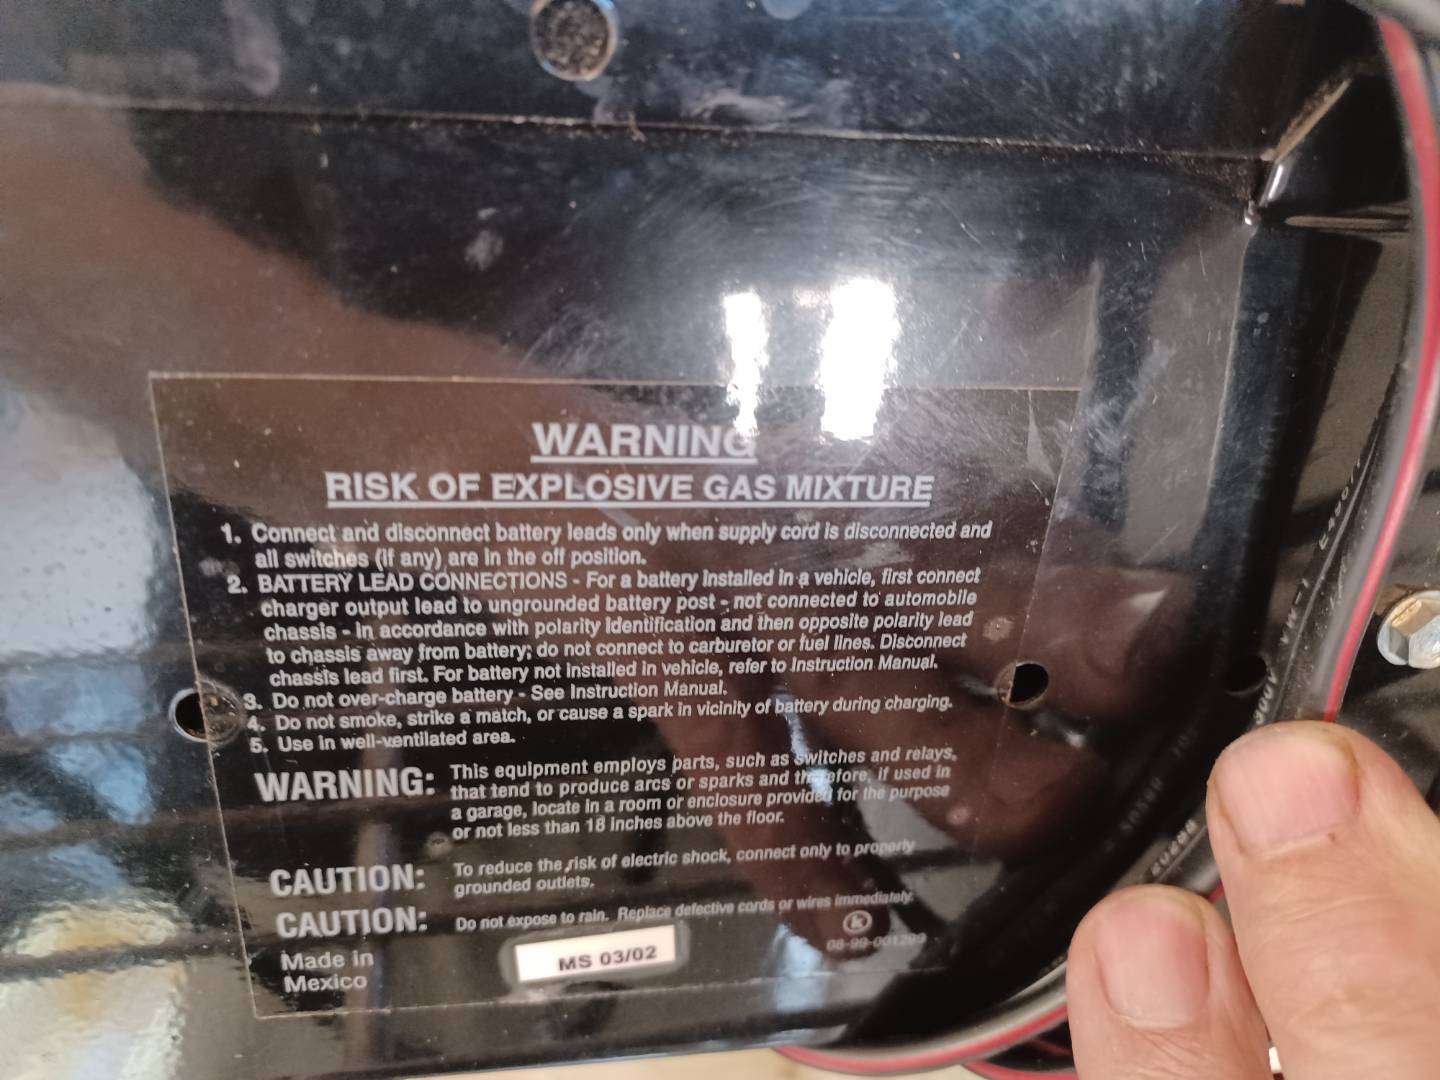 WARNING
RISK OF EXPLOSIVE GAS MIXTURE
1. Connect and disconnect battery leads only when supply cord is disconnected and
all switches (if any) are in the off position.
2. BATTERY LEAD CONNECTIONS - For a battery installed in a vehicle, first connect
charger output lead to ungrounded battery post - not connected to automobile
chassis - in accordance with polarity identification and then opposite polarity lead
to chassis away from battery; do not connect to carburetor or fuel lines. Disconnect
chassis lead first. For battery not installed in vehicle, refer to Instruction Manual.
3. Do not over-charge battery - See Instruction Manual.
4. Do not smoke, strike a match, or cause a spark in vicinity of battery during charging.
5. Use in well-ventilated area.
WARNING: This equipment employs parts, such as switches and relays,
that tend to produce arcs or sparks and therefore, if used in
a garage, locate in a room or enclosure provided for the purpose
or not less than 18 inches above the floor.
CAUTION: To reduce the risk of electric shock, connect only to properly
grounded outlets.
CAUTION: Do not expose to rain. Replace defective cords or wires immediately.
k
08-99-001299
Made in
Mexico
MS 03/02